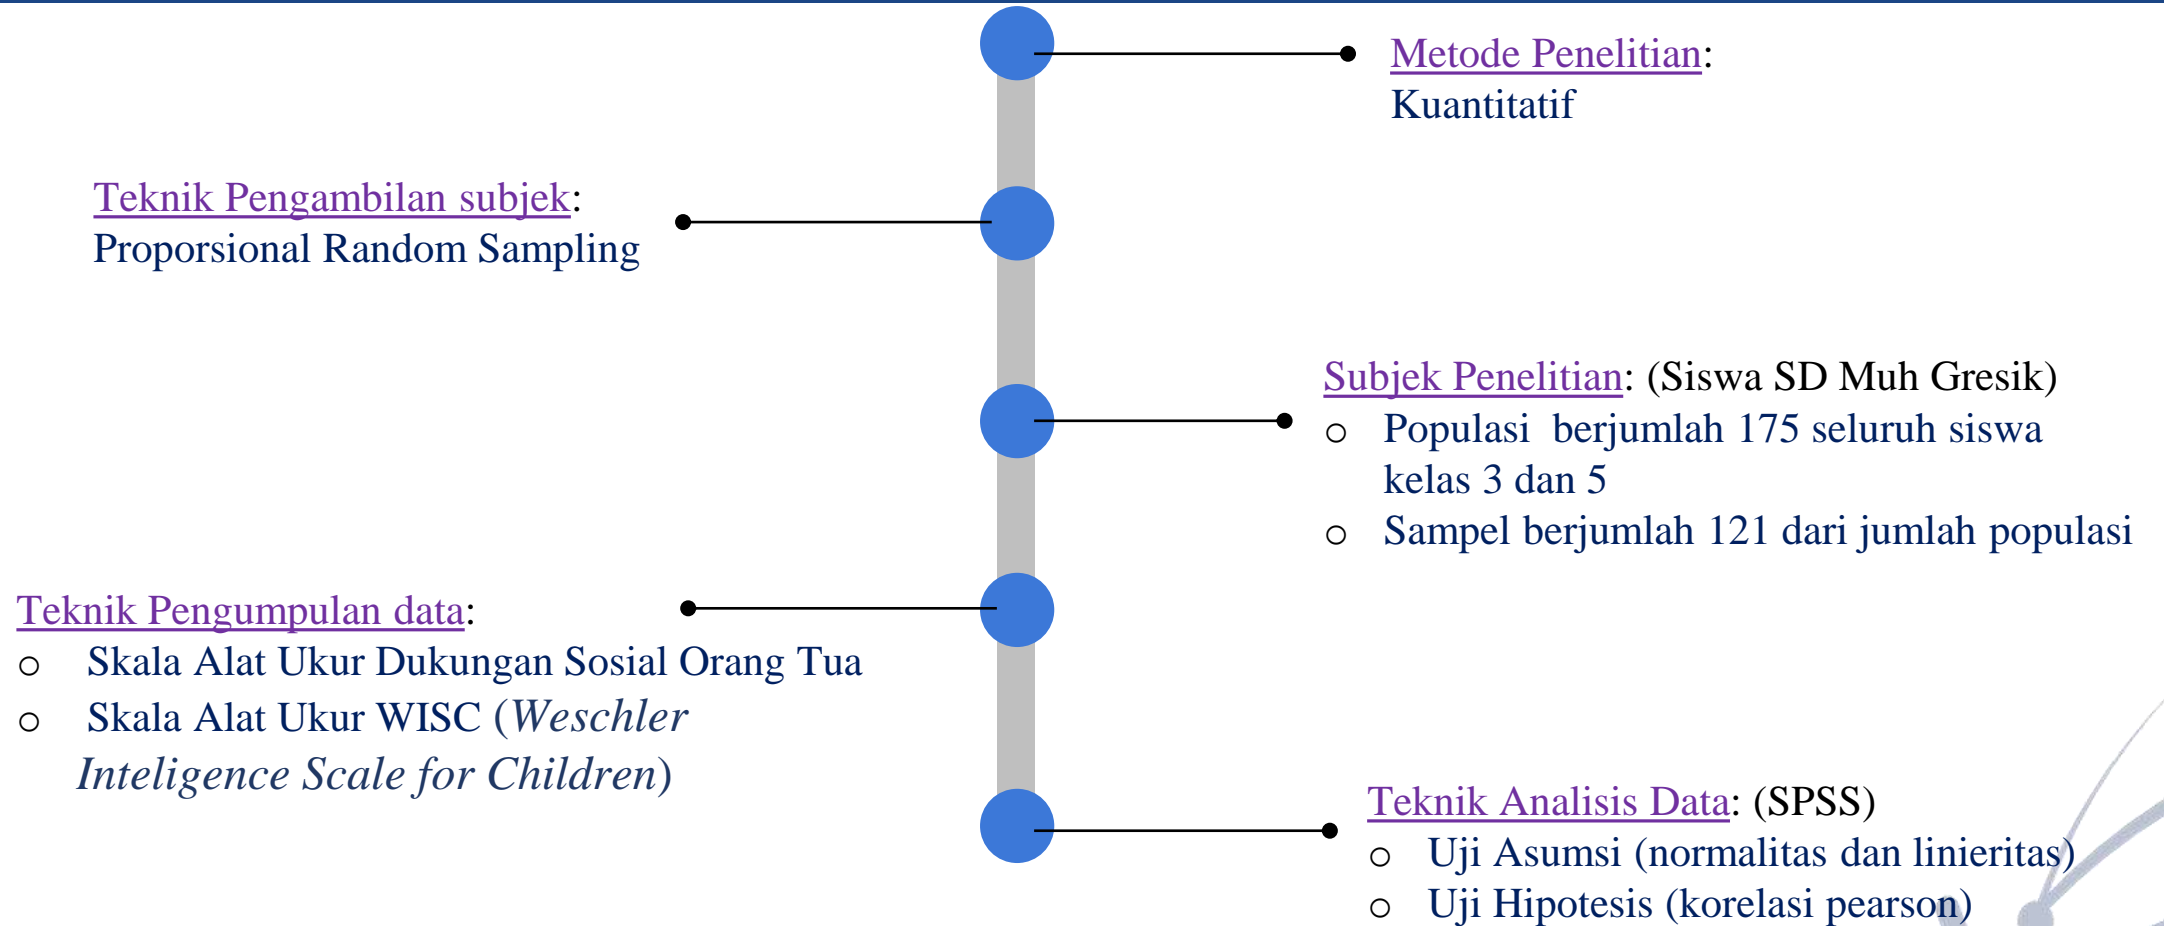 Metode Penelitian:
Kuantitatif
Teknik Pengambilan subjek:
Proporsional Random Sampling
Subjek Penelitian: (Siswa SD Muh Gresik)
o Populasi berjumlah 175 seluruh siswa
kelas 3 dan 5
o Sampel berjumlah 121 dari jumlah populasi
Teknik Pengumpulan data:
o Skala Alat Ukur Dukungan Sosial Orang Tua
o Skala Alat Ukur WISC (Weschler
Inteligence Scale for Children)
Teknik Analisis Data: (SPSS)
o Uji Asumsi (normalitas dan linieritas)
o Uji Hipotesis (korelasi pearson)